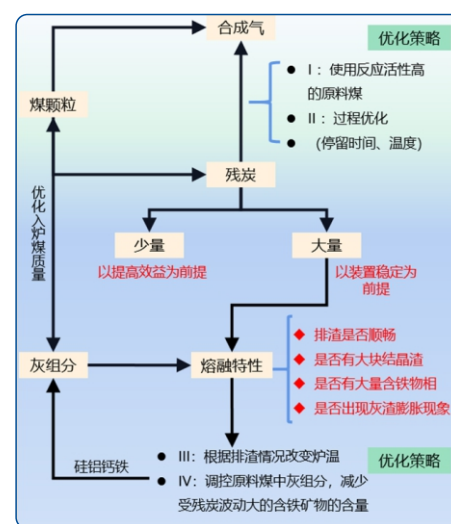 合成气
优化策略
● I：使用反应活性高
的原料煤
● II：过程优化
● （停留时间、温度）
煤颗粒
优化入炉煤质量
残炭
少量
大量
以提高效益为前提
以装置稳定为
前提
◆ 排渣是否顺畅
◆ 是否有大块结晶渣
◆ 是否有大量含铁物相
◆ 是否出现灰渣膨胀现象
灰组分
熔融特性
硅铝钙铁
● III：根据排渣情况改变炉温
● IV：调控原料煤中灰组分，减少
受残炭波动大的含铁矿物的含量
优化策略